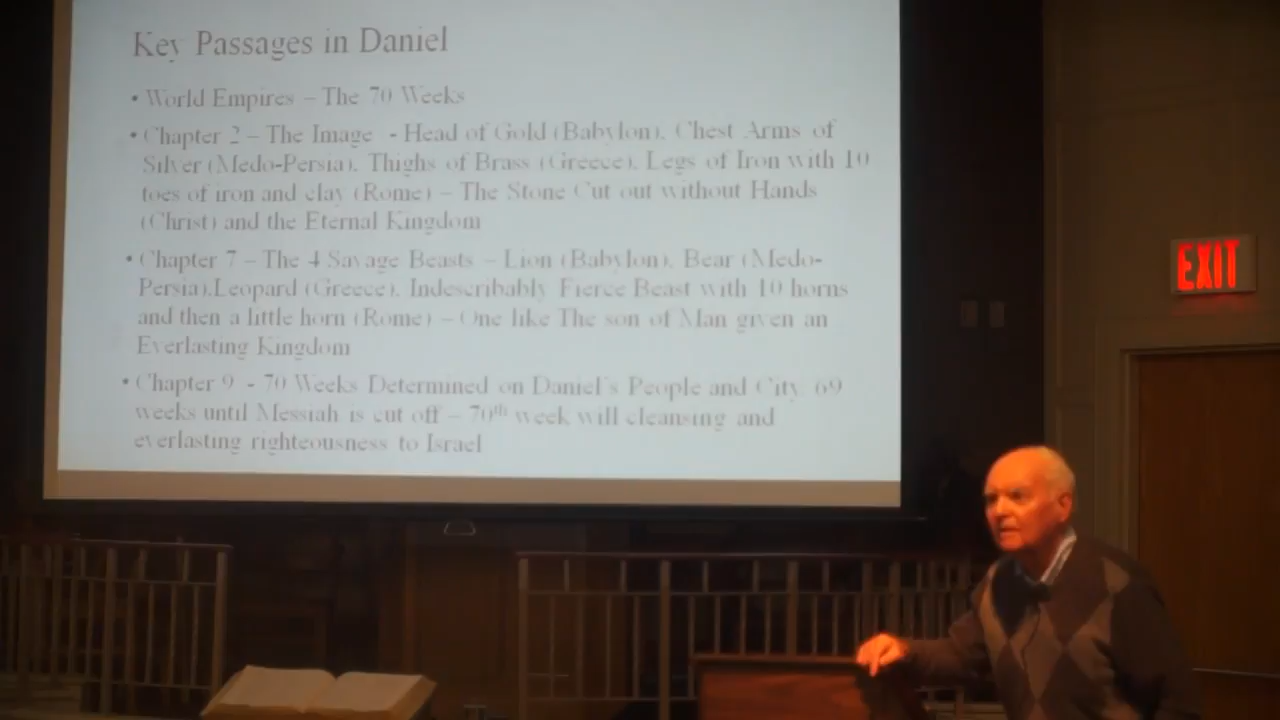 Key Passages in Daniel
• World Empires – The 70 Weeks
• Chapter 2 – The Image - Head of Gold (Babylon), Chest Arms of
Silver (Medo-Persia), Thighs of Brass (Greece), Legs of Iron with 10
toes of iron and clay (Rome) – The Stone Cut out without Hands
(Christ) and the Eternal Kingdom
• Chapter 7 – The 4 Savage Beasts – Lion (Babylon), Bear (Medo-
Persia),Leopard (Greece), Indescribably Fierce Beast with 10 horns
and then a little horn (Rome) – One like The son of Man given an
Everlasting Kingdom
• Chapter 9 - 70 Weeks Determined on Daniel's People and City, 69
weeks until Messiah is cut off – 70th week will cleansing and
everlasting righteousness to Israel
EXIT